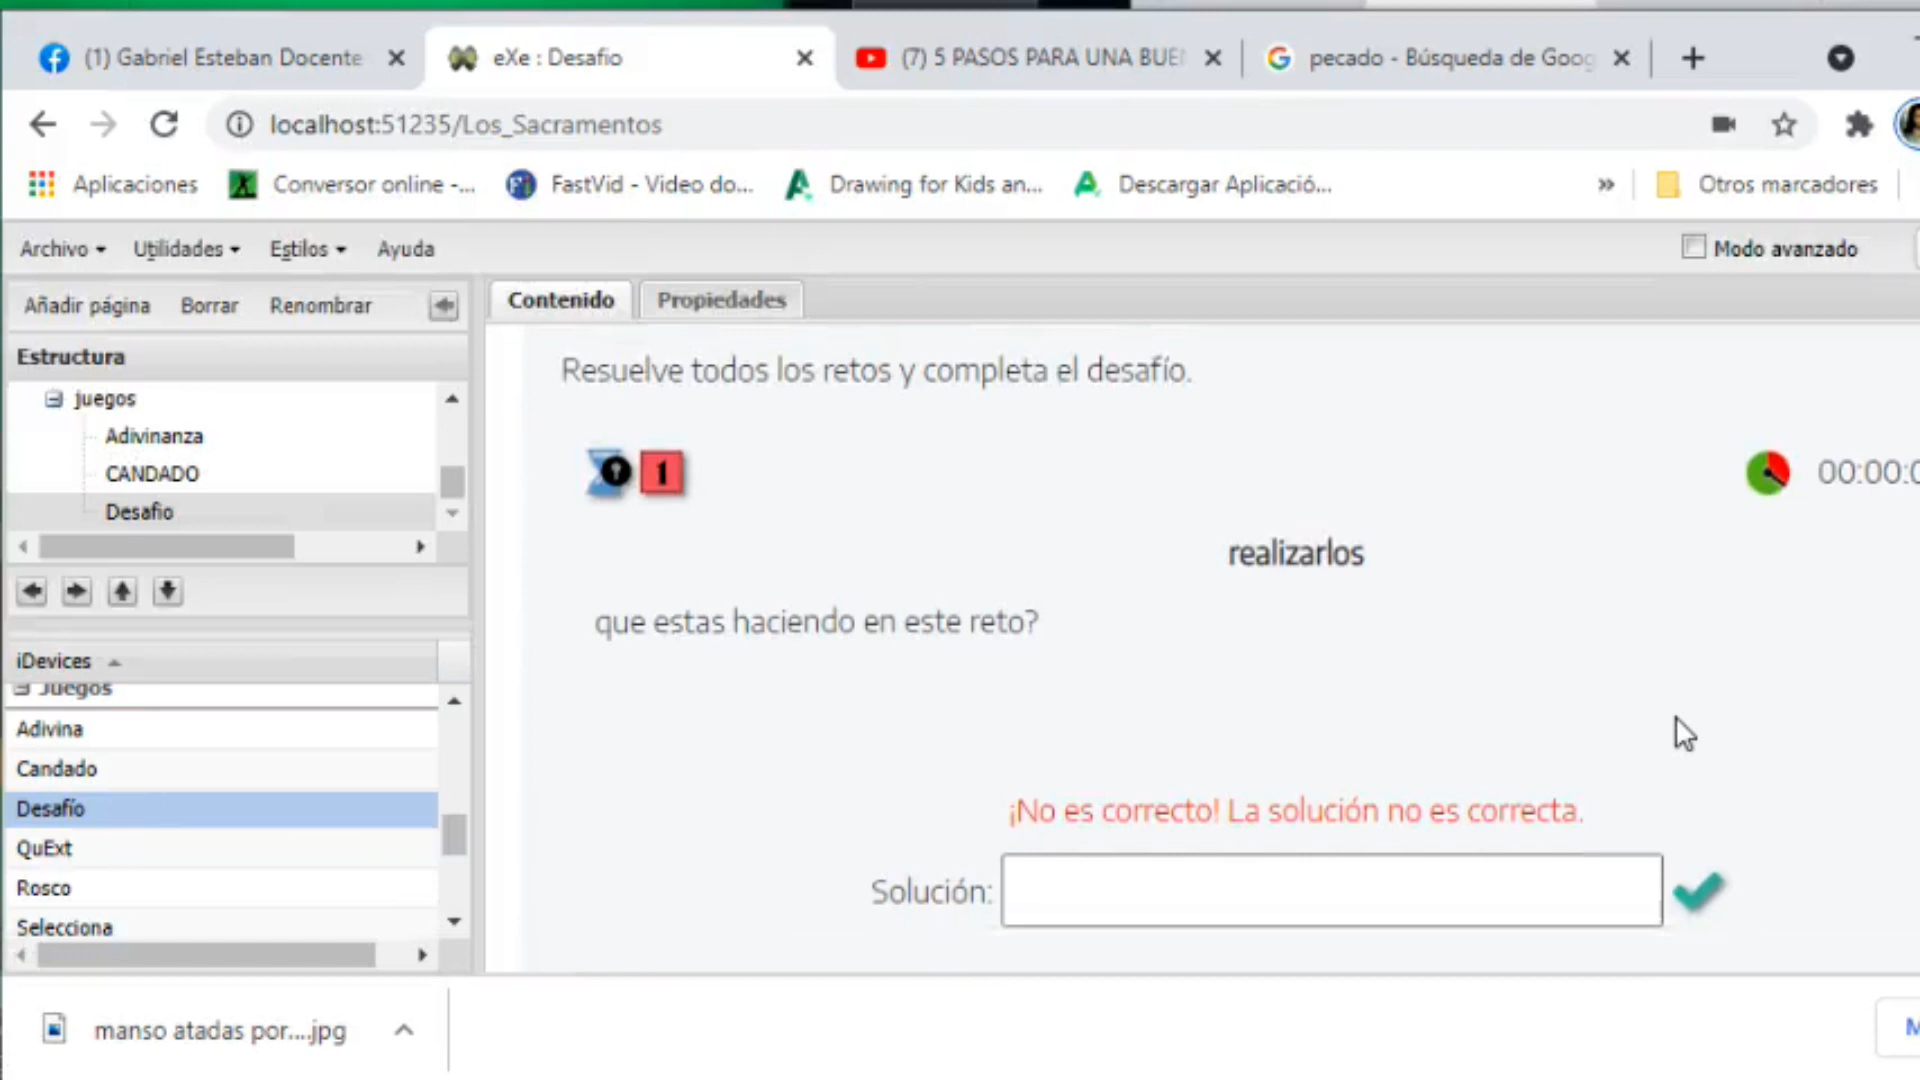 (1) Gabriel Esteban Docente
eXe : Desafio
(7) 5 PASOS PARA UNA BUEN
pecado - Búsqueda de Goog
localhost:51235/Los_Sacramentos
Aplicaciones
Conversor online -...
FastVid - Video do...
Drawing for Kids an...
Descargar Aplicació...
»
Otros marcadores
Archivo
Utilidades
Estilos
Ayuda
Modo avanzado
Añadir página
Borrar
Renombrar
Contenido
Propiedades
Estructura
juegos
Adivinanza
CANDADO
Desafio
Resuelve todos los retos y completa el desafío.
1
00:00:0
realizarlos
que estas haciendo en este reto?
iDevices
Juegos
Adivina
Candado
Desafío
QuExt
Rosco
Selecciona
¡No es correcto! La solución no es correcta.
Solución:
manso atadas por....jpg
M